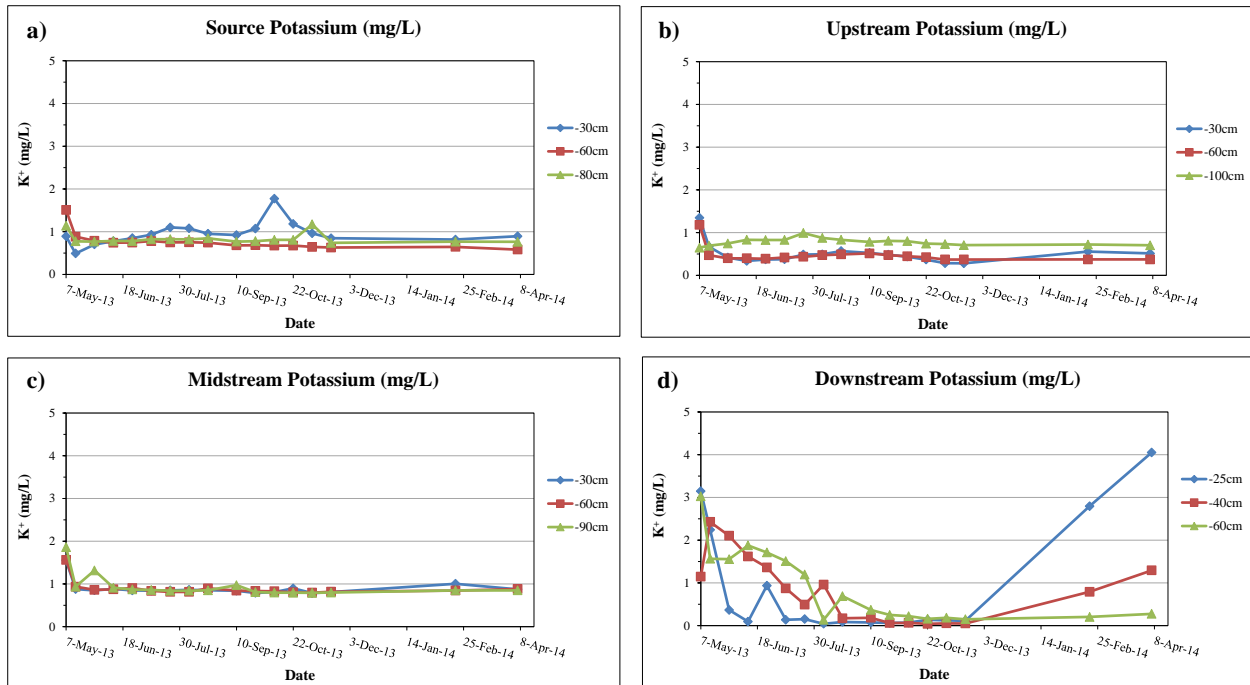 a)
Source Potassium (mg/L)
5
4
3
2
1
0
K⁺ (mg/L)
7-May-13
18-Jun-13
30-Jul-13
10-Sep-13
22-Oct-13
3-Dec-13
14-Jan-14
25-Feb-14
8-Apr-14
Date
-30cm
-60cm
-80cm
b)
Upstream Potassium (mg/L)
5
4
3
2
1
0
K⁺ (mg/L)
7-May-13
18-Jun-13
30-Jul-13
10-Sep-13
22-Oct-13
3-Dec-13
14-Jan-14
25-Feb-14
8-Apr-14
Date
-30cm
-60cm
-100cm
c)
Midstream Potassium (mg/L)
5
4
3
2
1
0
K⁺ (mg/L)
7-May-13
18-Jun-13
30-Jul-13
10-Sep-13
22-Oct-13
3-Dec-13
14-Jan-14
25-Feb-14
8-Apr-14
Date
-30cm
-60cm
-90cm
d)
Downstream Potassium (mg/L)
5
4
3
2
1
0
K⁺ (mg/L)
7-May-13
18-Jun-13
30-Jul-13
10-Sep-13
22-Oct-13
3-Dec-13
14-Jan-14
25-Feb-14
8-Apr-14
Date
-25cm
-40cm
-60cm